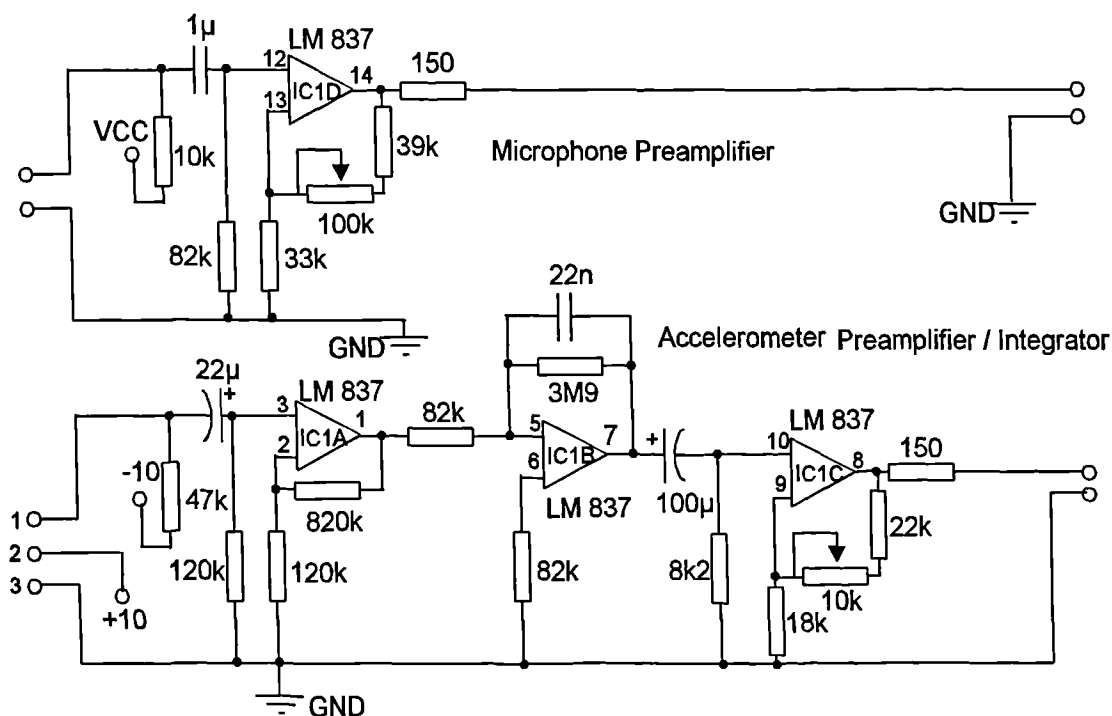 1µ
LM 837
12
IC1D
14
13
150
VCC
10k
39k
Microphone Preamplifier
100k
82k
33k
GND
GND
22n
Accelerometer Preamplifier / Integrator
3M9
22µ
+
LM 837
3
IC1A
1
2
82k
5
IC1B
7
6
LM 837
+
100µ
LM 837
10
IC1C
8
9
150
-10
47k
820k
22k
1
2
3
+10
120k
120k
82k
8k2
10k
18k
GND